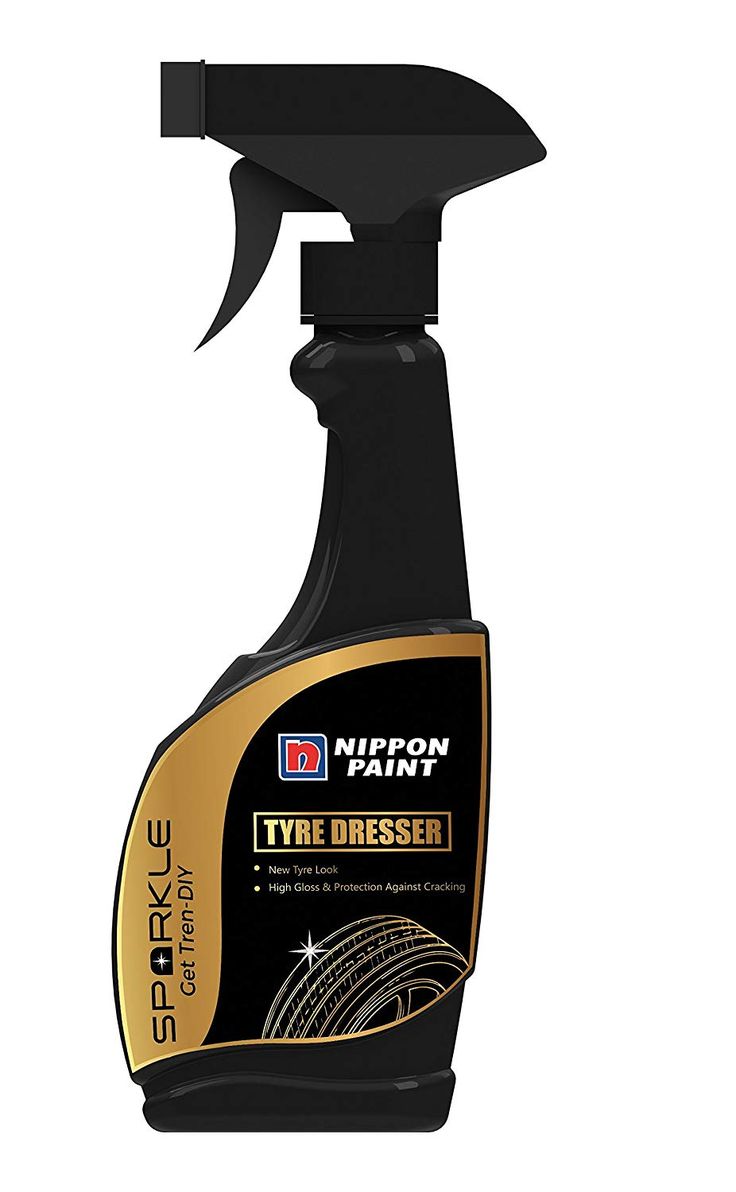 n
NIPPON
PAINT
TYRE DRESSER
• New Tyre Look
• High Gloss & Protection Against Cracking
SPARKLE
Get Tren-DIY